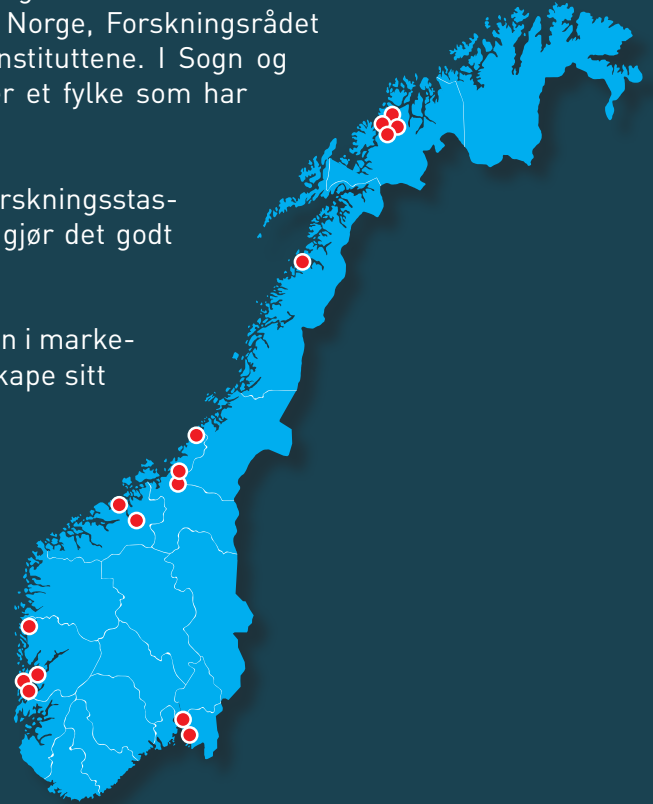 Norge, Forskningsrådet
nstituttene. I Sogn og
r et fylke som har
rskningsstas-
gjør det godt
n i marke-
kape sitt